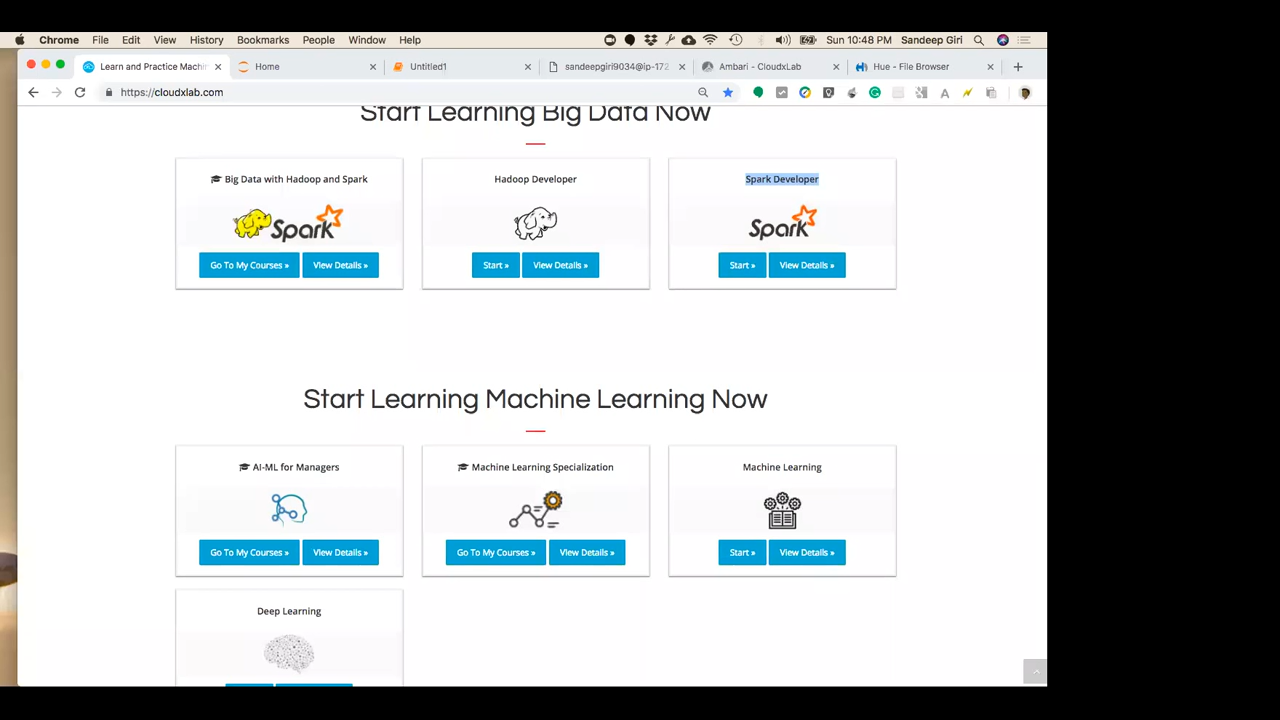 Chrome File Edit View History Bookmarks People Window Help Sun 10:48 PM Sandeep Giri
Learn and Practice Machin Home Untitled1 sandeepgiri9034@ip-172 Ambari - CloudxLab Hue - File Browser
https://cloudxlab.com
Start Learning Big Data Now
Big Data with Hadoop and Spark Hadoop Developer Spark Developer
Spark Spark
Go To My Courses » View Details » Start » View Details » Start » View Details »
Start Learning Machine Learning Now
AI-ML for Managers Machine Learning Specialization Machine Learning
Go To My Courses » View Details » Go To My Courses » View Details » Start » View Details »
Deep Learning